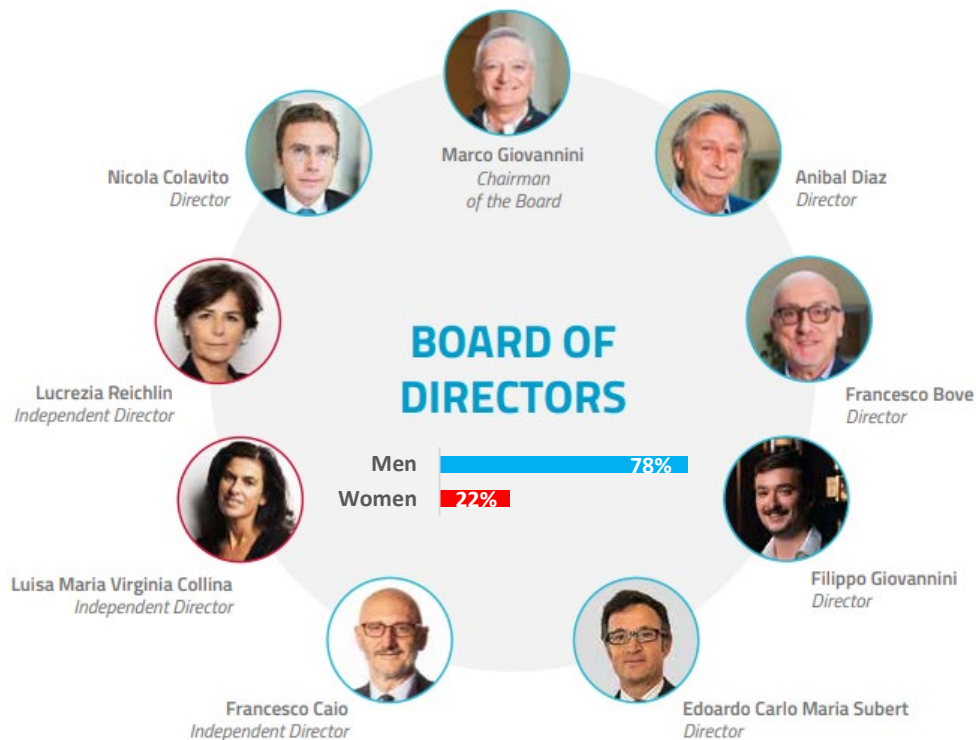 Marco Giovannini
Chairman
of the Board
Nicola Colavito
Director
Anibal Diaz
Director
Lucrezia Reichlin
Independent Director
BOARD OF
DIRECTORS
Francesco Bove
Director
Men 78%
Women 22%
Luisa Maria Virginia Collina
Independent Director
Filippo Giovannini
Director
Francesco Caio
Independent Director
Edoardo Carlo Maria Subert
Director